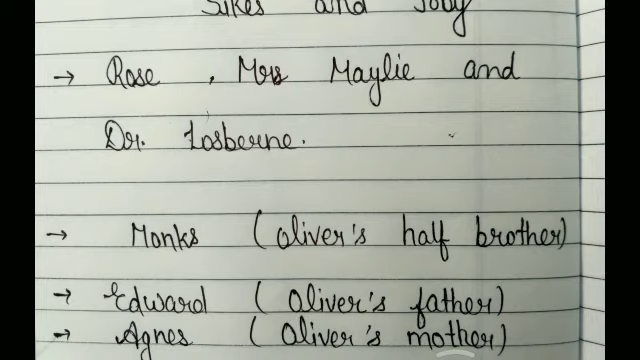 Sikes and Toby
→ Rose , Mrs Maylie and
Dr. Losberne.
→ Monks (Oliver's half brother)
→ Edward (Oliver's father)
→ Agnes (Oliver's mother)